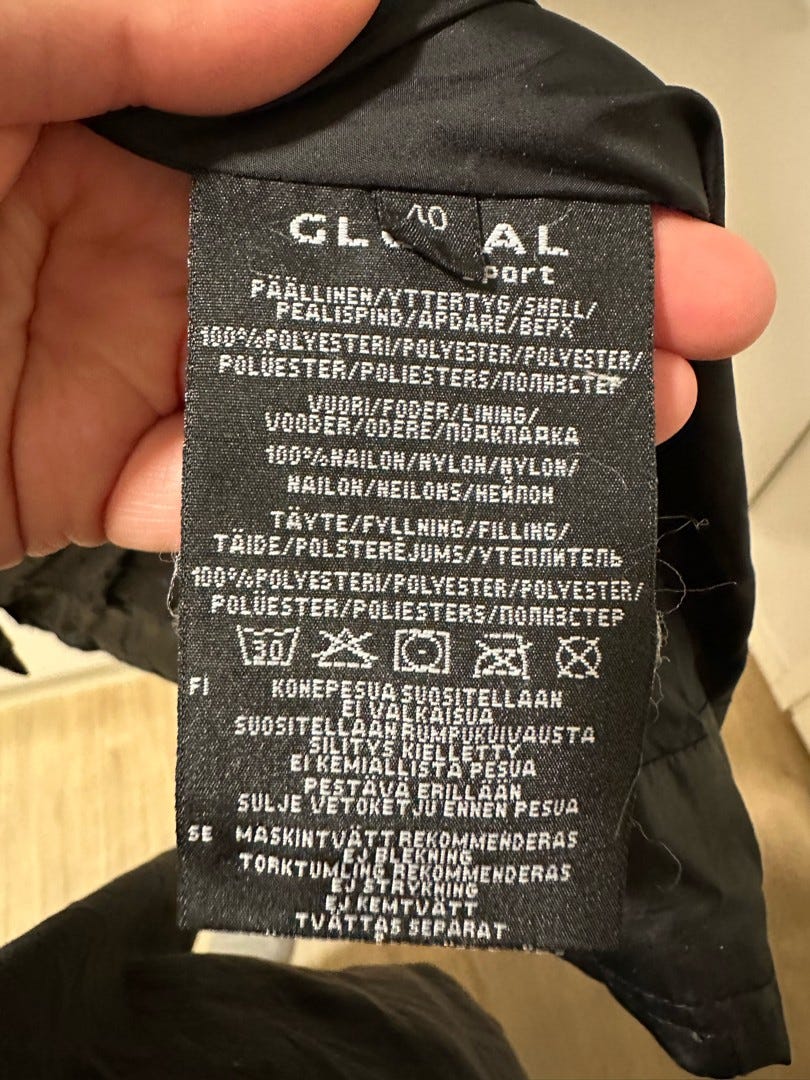 40
GL AL
port
PÄÄLLINEN/YTTERTYG/SHELL/
PEALISPIND/APDARE/ВЕРХ
100%POLYESTERI/POLYESTER/POLYESTER/
POLÜESTER/POLIESTERS/ПОЛИЭСТЕР
VUORI/FODER/LINING/
VOODER/ODERE/ПОДКЛАДКА
100%NAILON/NYLON/NYLON/
NAILON/NEILONS/НЕЙЛОН
TÄYTE/FYLLNING/FILLING/
TÄIDE/POLSTERĒJUMS/УТЕПЛИТЕЛЬ
100%POLYESTERI/POLYESTER/POLYESTER/
POLÜESTER/POLIESTERS/ПОЛИЭСТЕР
30
FI KONEPESUA SUOSITELLAAN
EI VALKAISUA
SUOSITELLAAN RUMPUKUIVAUSTA
SILITYS KIELLETTY
EI KEMIALLISTA PESUA
PESTÄVÄ ERILLÄÄN
SULJE VETOKETJU ENNEN PESUA
SE MASKINTVÄTT REKOMMENDERAS
EJ BLEKNING
TORKTUMLING REKOMMENDERAS
EJ STRYKNING
EJ KEMTVÄTT
TVÄTTAS SEPARAT